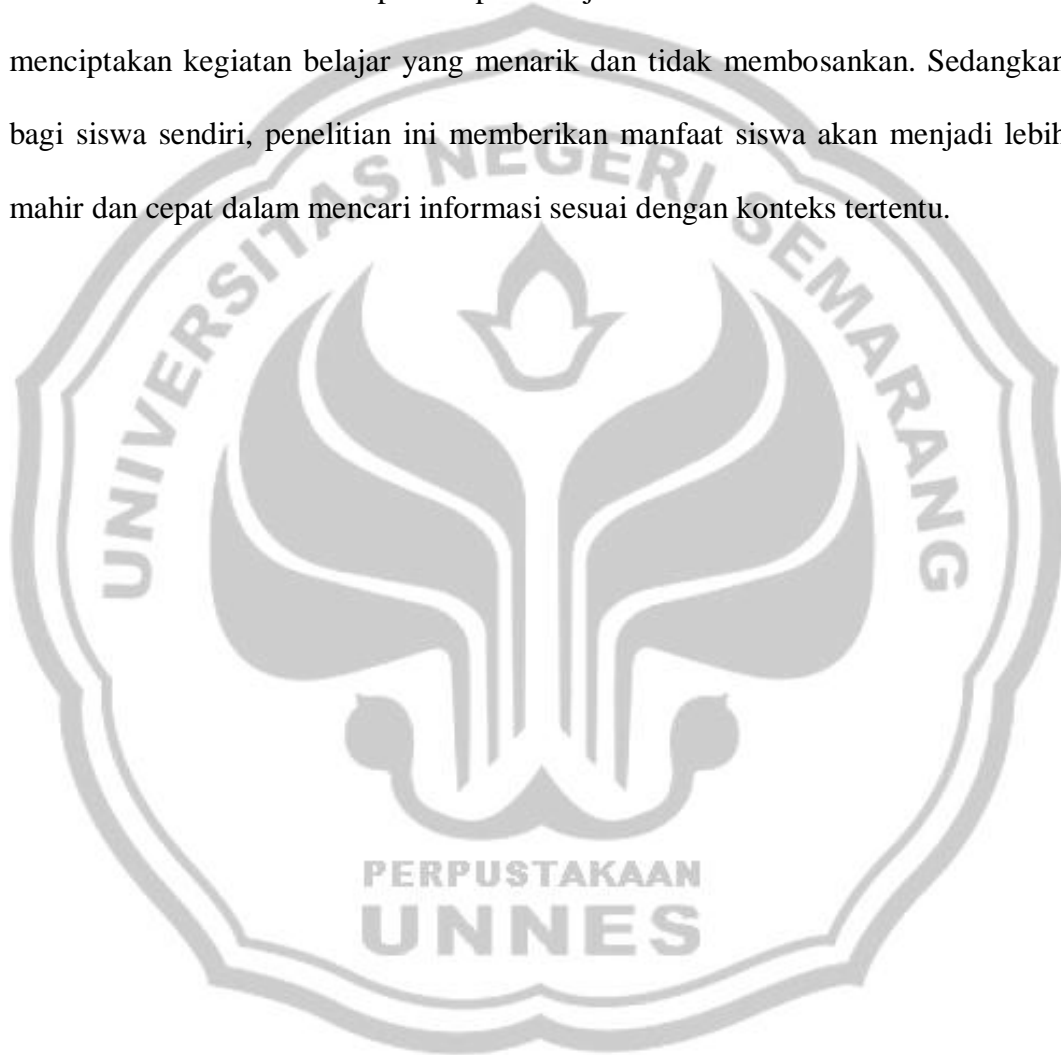 menciptakan kegiatan belajar yang menarik dan tidak membosankan. Sedangkan
bagi siswa sendiri, penelitian ini memberikan manfaat siswa akan menjadi lebih
mahir dan cepat dalam mencari informasi sesuai dengan konteks tertentu.
UNIVERSITAS NEGERI SEMARANG
PERPUSTAKAAN
UNNES